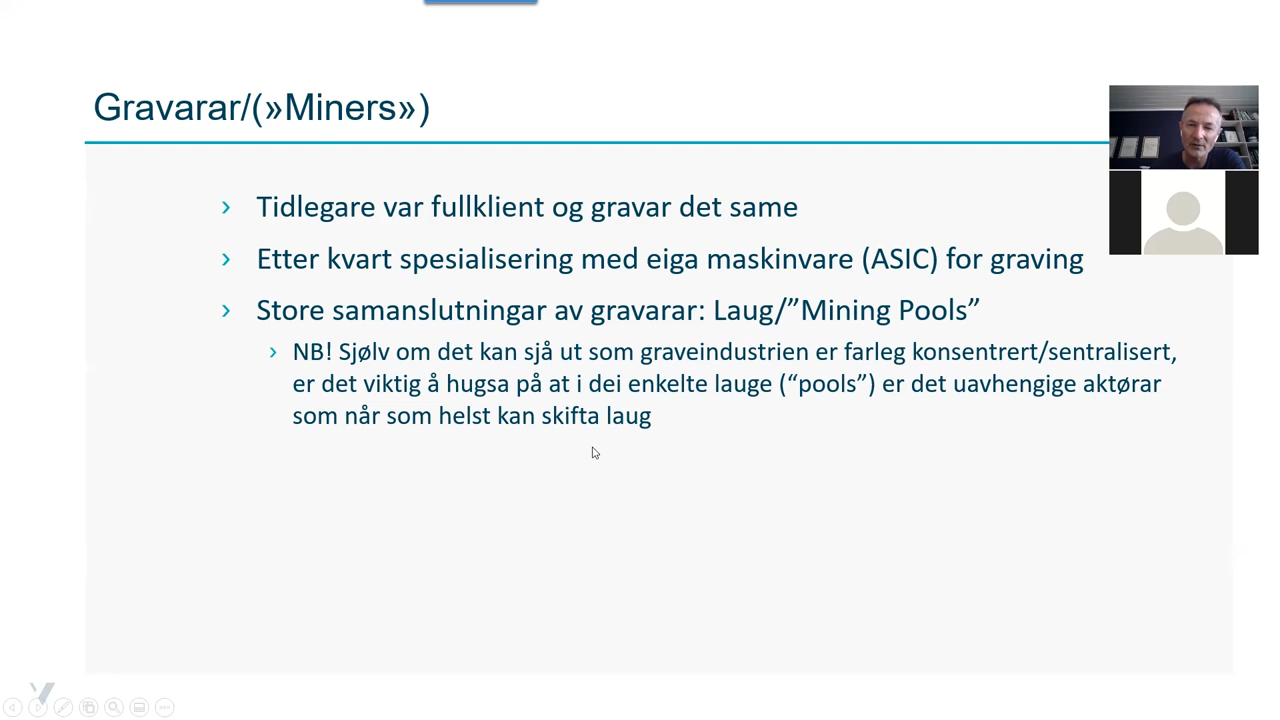 Gravarar/(»Miners»)
› Tidlegare var fullklient og gravar det same
› Etter kvart spesialisering med eiga maskinvare (ASIC) for graving
› Store samanslutningar av gravarar: Laug/”Mining Pools”
› NB! Sjølv om det kan sjå ut som graveindustrien er farleg konsentrert/sentralisert,
er det viktig å hugsa på at i dei enkelte lauge (“pools”) er det uavhengige aktørar
som når som helst kan skifta laug